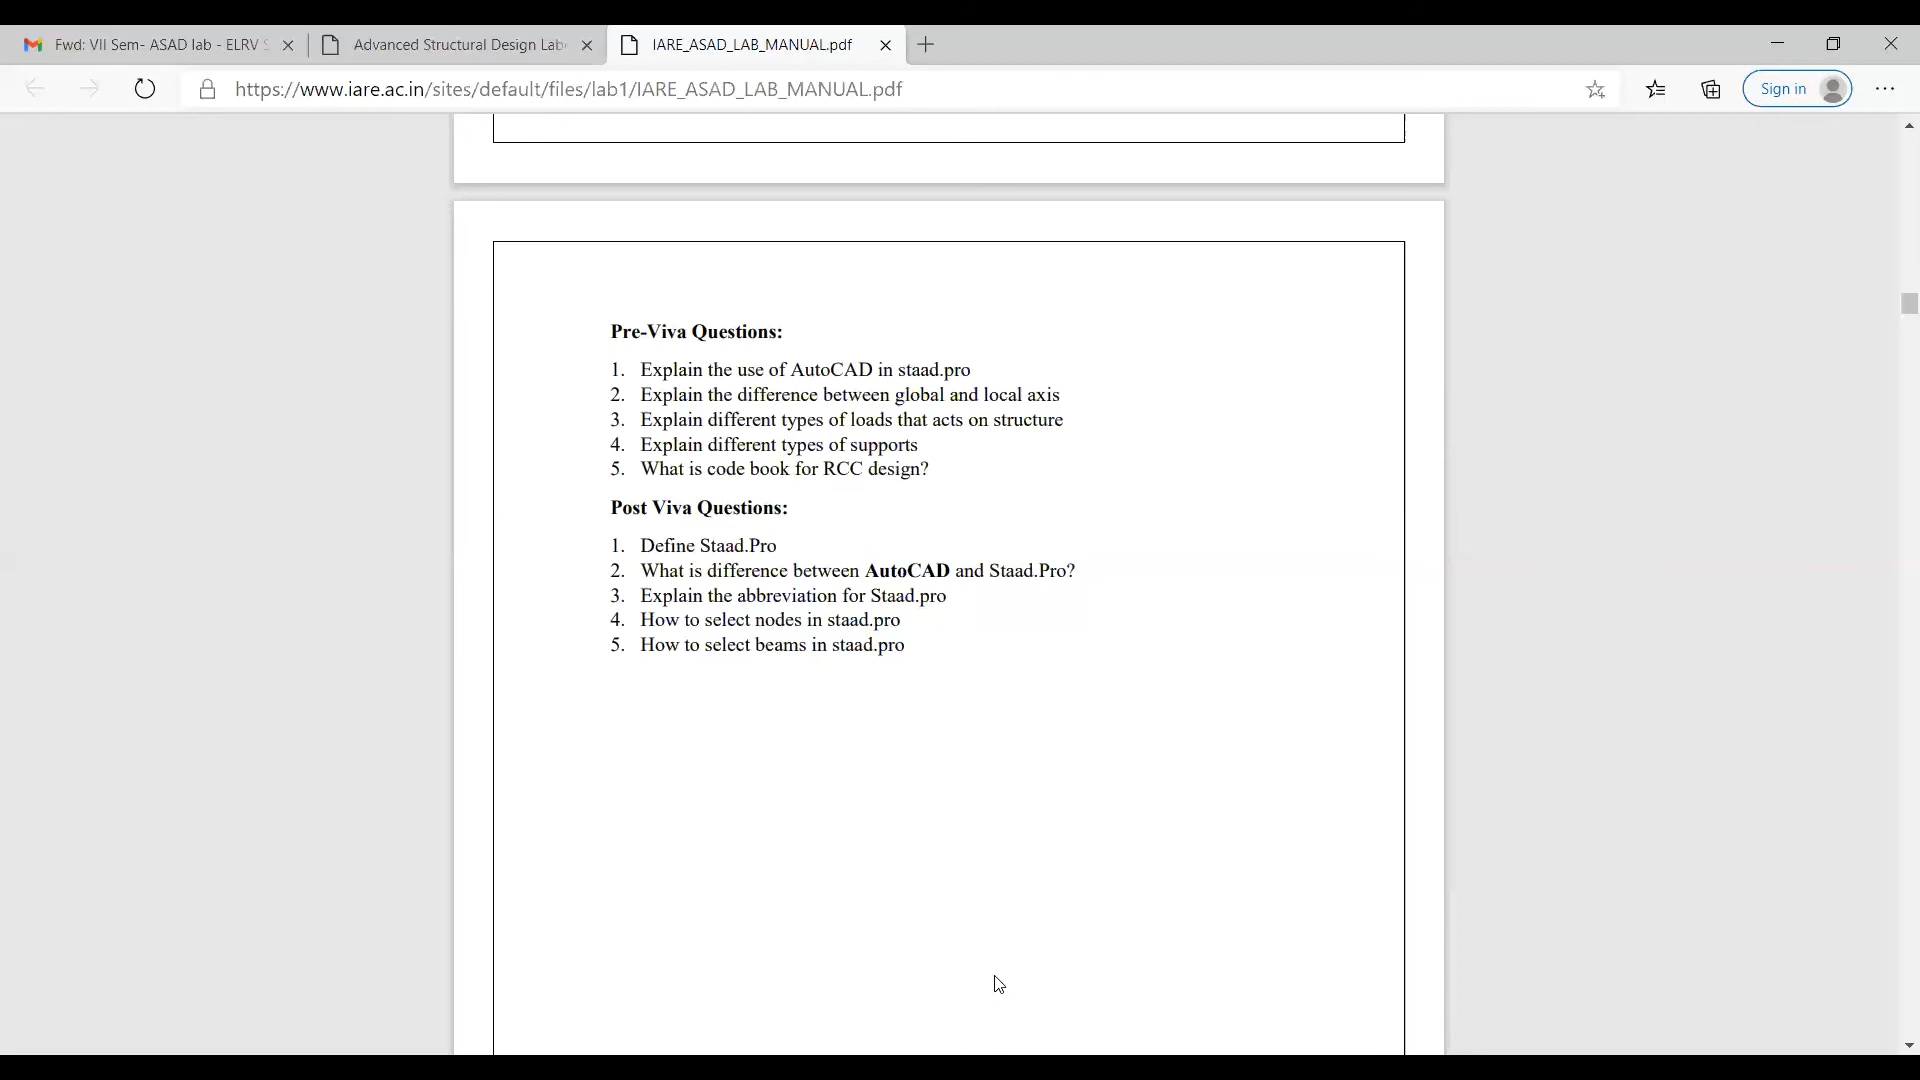 Fwd: VII Sem- ASAD lab - ELRV S
Advanced Structural Design Lab
IARE_ASAD_LAB_MANUAL.pdf
https://www.iare.ac.in/sites/default/files/lab1/IARE_ASAD_LAB_MANUAL.pdf
Sign in
Pre-Viva Questions:
1. Explain the use of AutoCAD in staad.pro
2. Explain the difference between global and local axis
3. Explain different types of loads that acts on structure
4. Explain different types of supports
5. What is code book for RCC design?
Post Viva Questions:
1. Define Staad.Pro
2. What is difference between AutoCAD and Staad.Pro?
3. Explain the abbreviation for Staad.pro
4. How to select nodes in staad.pro
5. How to select beams in staad.pro